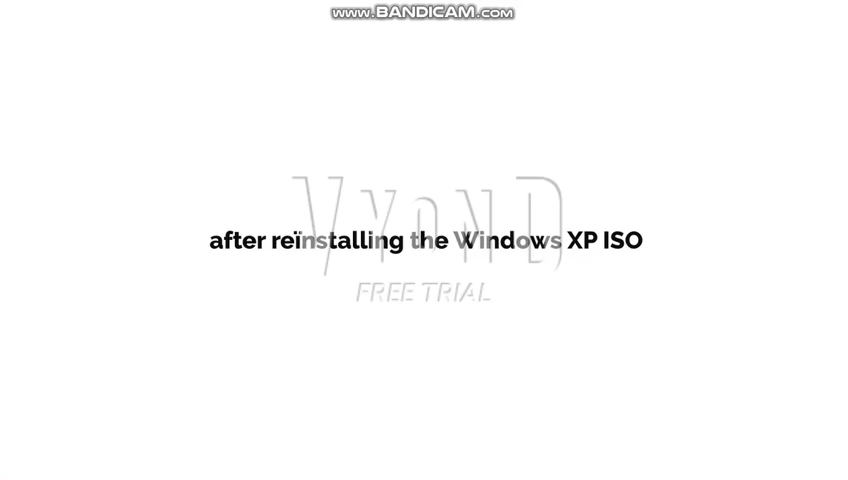 www.BANDICAM.com
VYOND
after reïnstalling the Windows XP ISO
FREE TRIAL